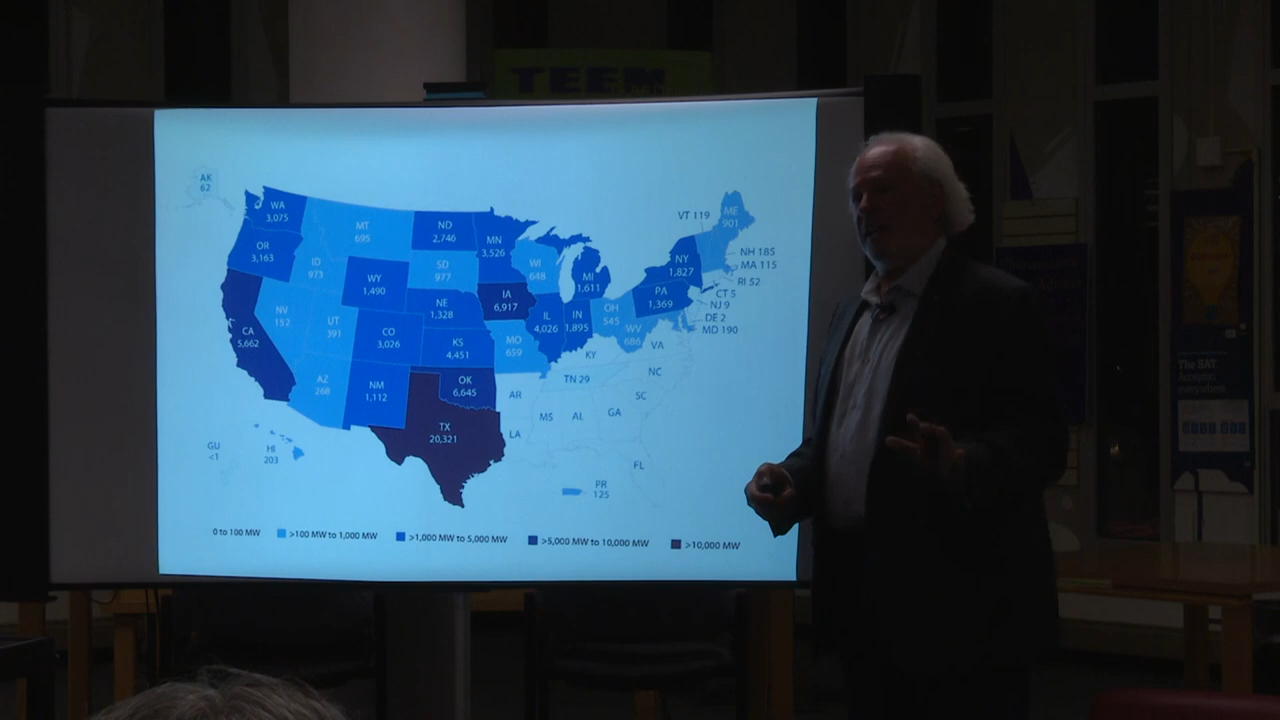 TEEN
AK
62
WA
3,075
MT
695
ND
2,746
MN
3,526
VT 119
ME
901
OR
3,163
ID
973
SD
977
WI
648
MI
1,611
NY
1,827
NH 185
MA 115
RI 52
CT 5
NJ 9
DE 2
MD 190
WY
1,490
NE
1,328
IA
6,917
PA
1,369
CA
5,662
NV
152
UT
391
CO
3,026
KS
4,451
MO
659
IL
4,026
IN
1,895
OH
545
WV
686
VA
KY
AZ
268
NM
1,112
OK
6,645
AR
TN 29
NC
SC
MS
AL
GA
TX
20,321
LA
FL
GU
<1
HI
203
PR
125
0 to 100 MW
>100 MW to 1,000 MW
>1,000 MW to 5,000 MW
>5,000 MW to 10,000 MW
>10,000 MW
The SAT